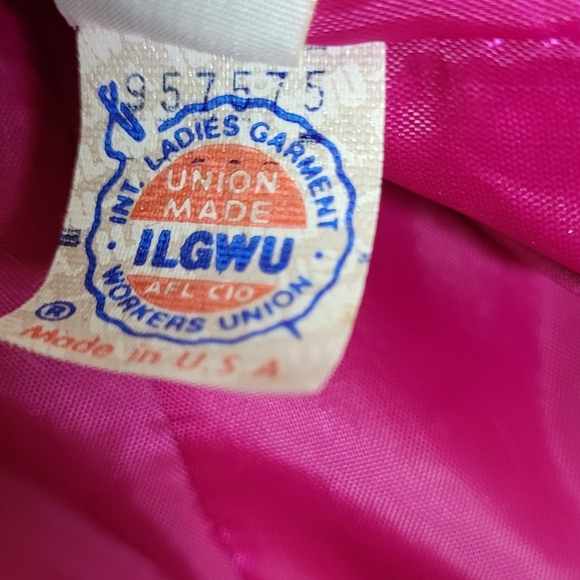 957575
INT. LADIES GARMENT
UNION
MADE
ILGWU
AFL CIO
WORKERS UNION
®
Made in U.S.A.